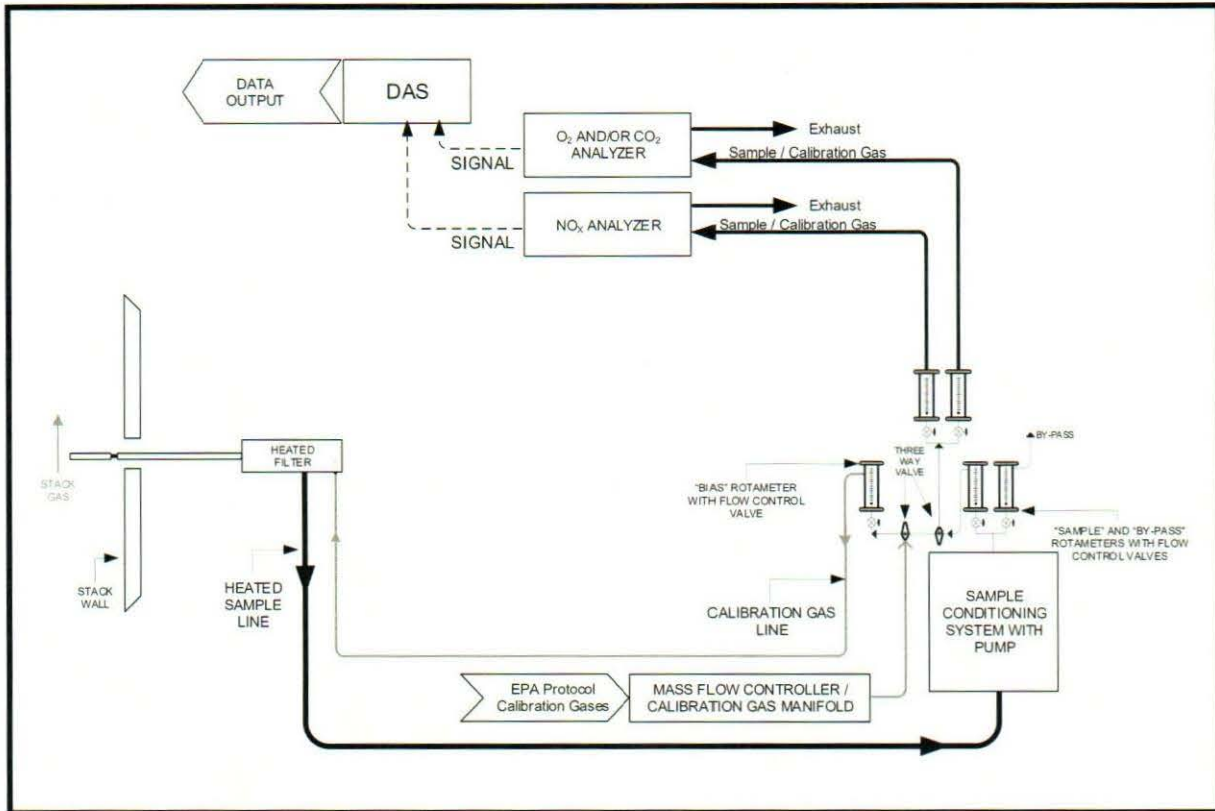 DATA
OUTPUT
DAS
O₂ AND/OR CO₂
ANALYZER
Exhaust
Sample / Calibration Gas
SIGNAL
NOₓ ANALYZER
Exhaust
Sample / Calibration Gas
SIGNAL
STACK
GAS
HEATED
FILTER
STACK
WALL
HEATED
SAMPLE
LINE
"BIAS" ROTAMETER
WITH FLOW CONTROL
VALVE
THREE
WAY
VALVE
BY-PASS
"SAMPLE" AND "BY-PASS"
ROTAMETERS WITH FLOW
CONTROL VALVES
CALIBRATION GAS
LINE
SAMPLE
CONDITIONING
SYSTEM WITH
PUMP
EPA Protocol
Calibration Gases
MASS FLOW CONTROLLER /
CALIBRATION GAS MANIFOLD